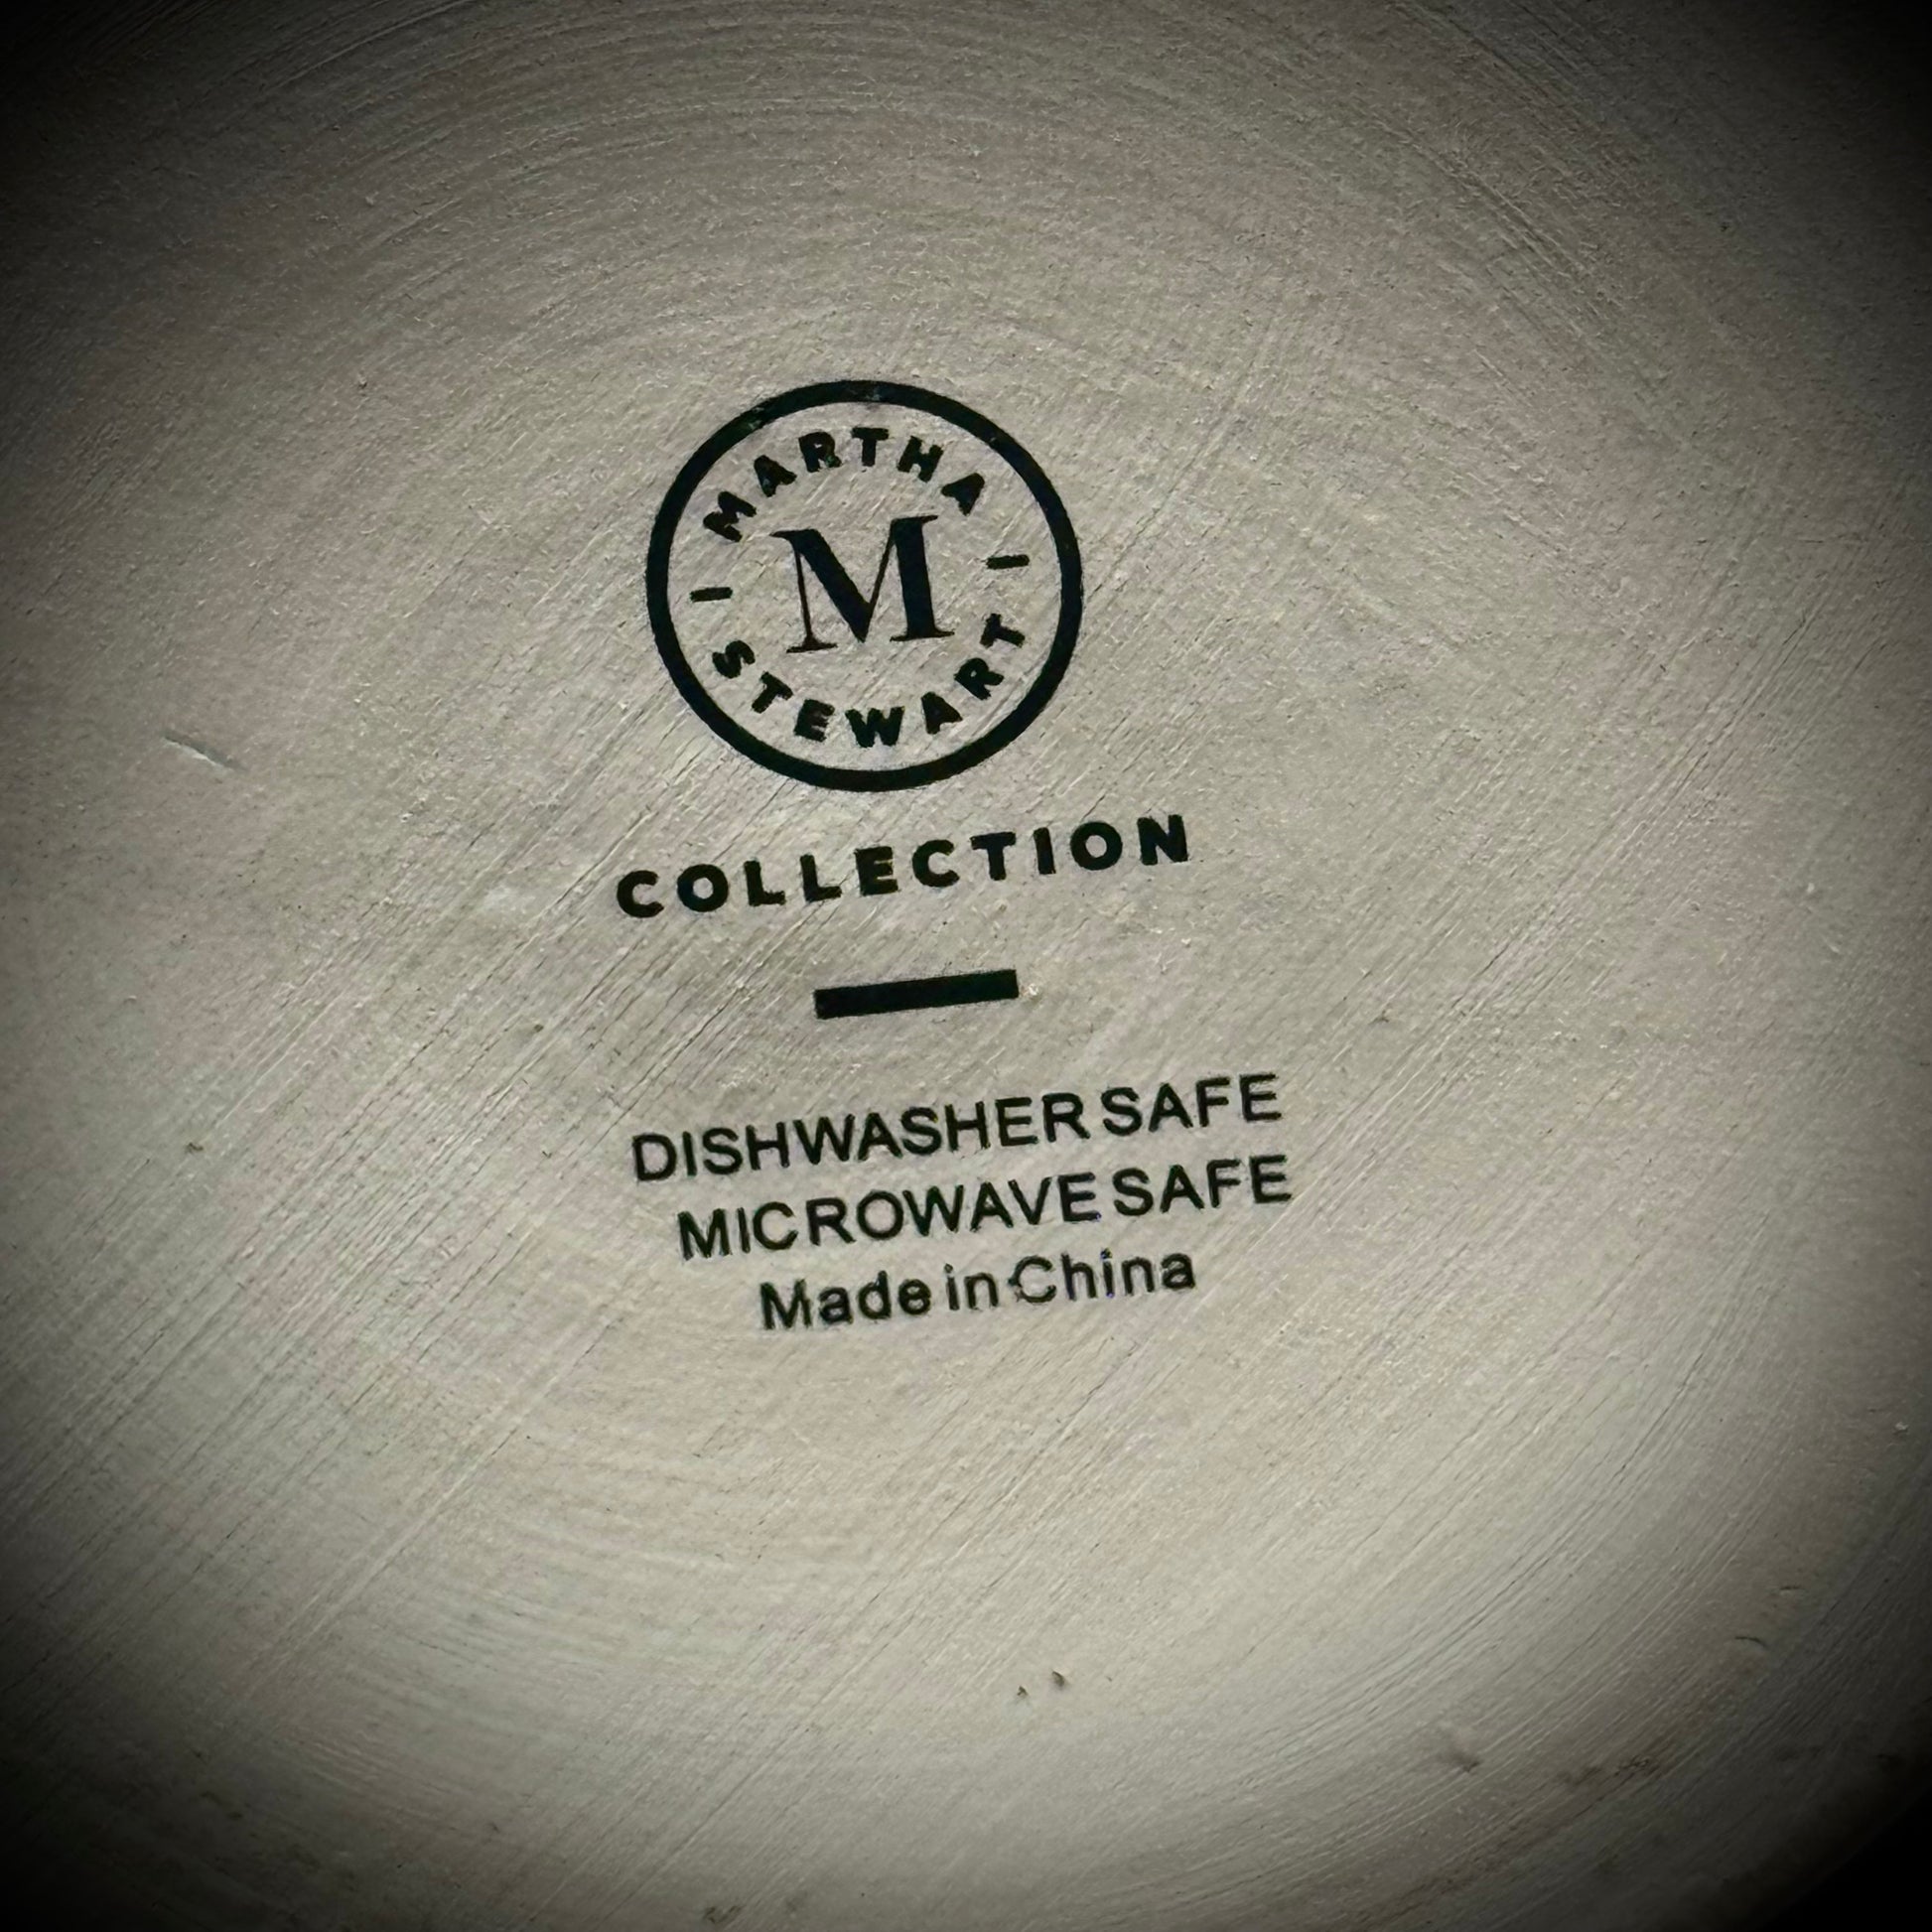 MARTHA
M
STEWART
COLLECTION
DISHWASHER SAFE
MICROWAVE SAFE
Made in China